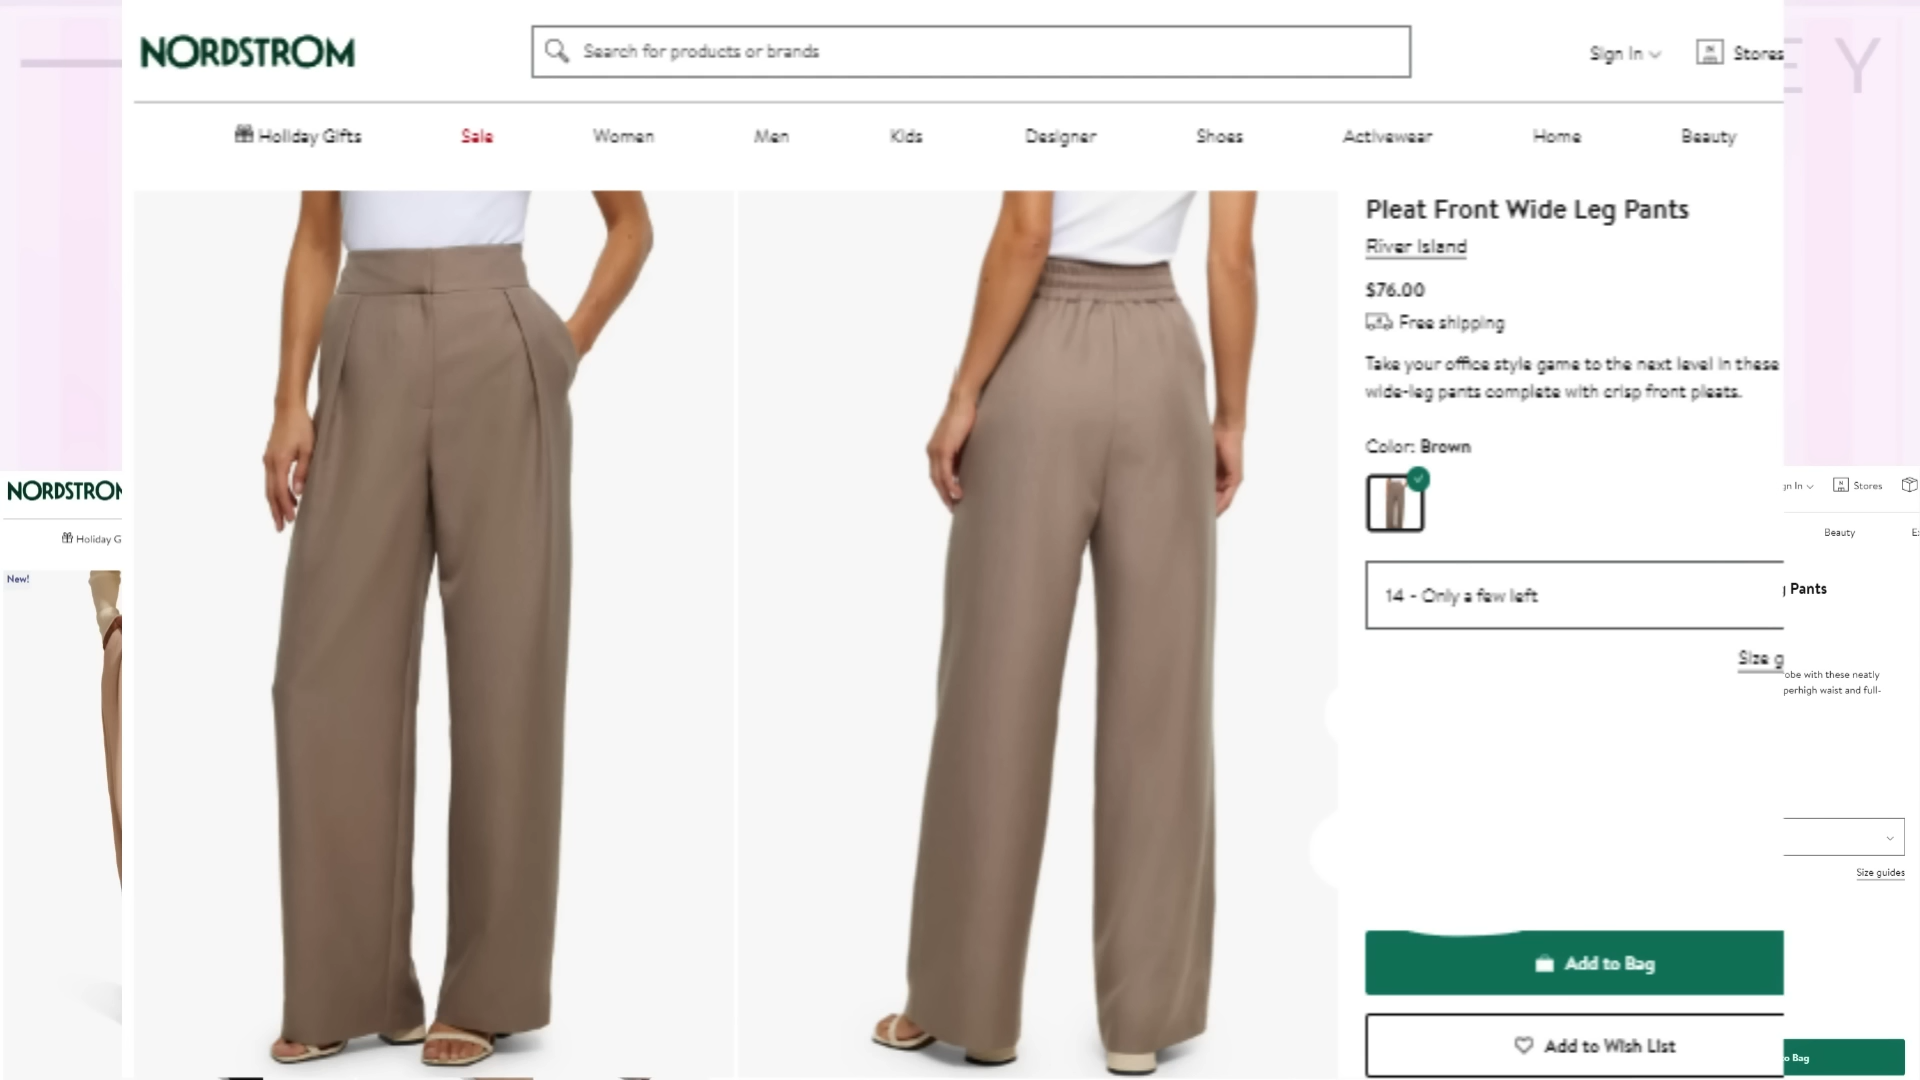 E Y
NORDSTROM
Search for products or brands
Sign In
Stores
Holiday Gifts
Sale
Women
Men
Kids
Designer
Shoes
Activewear
Home
Beauty
Pleat Front Wide Leg Pants
River Island
$76.00
Free shipping
Take your office style game to the next level in these
wide-leg pants complete with crisp front pleats.
Color: Brown
14 - Only a few left
Size g
Add to Bag
Add to Wish List
NORDSTROM
Holiday G
New!
gn In
Stores
Beauty
Pants
obe with these neatly
perhigh waist and full-
Size guides
o Bag